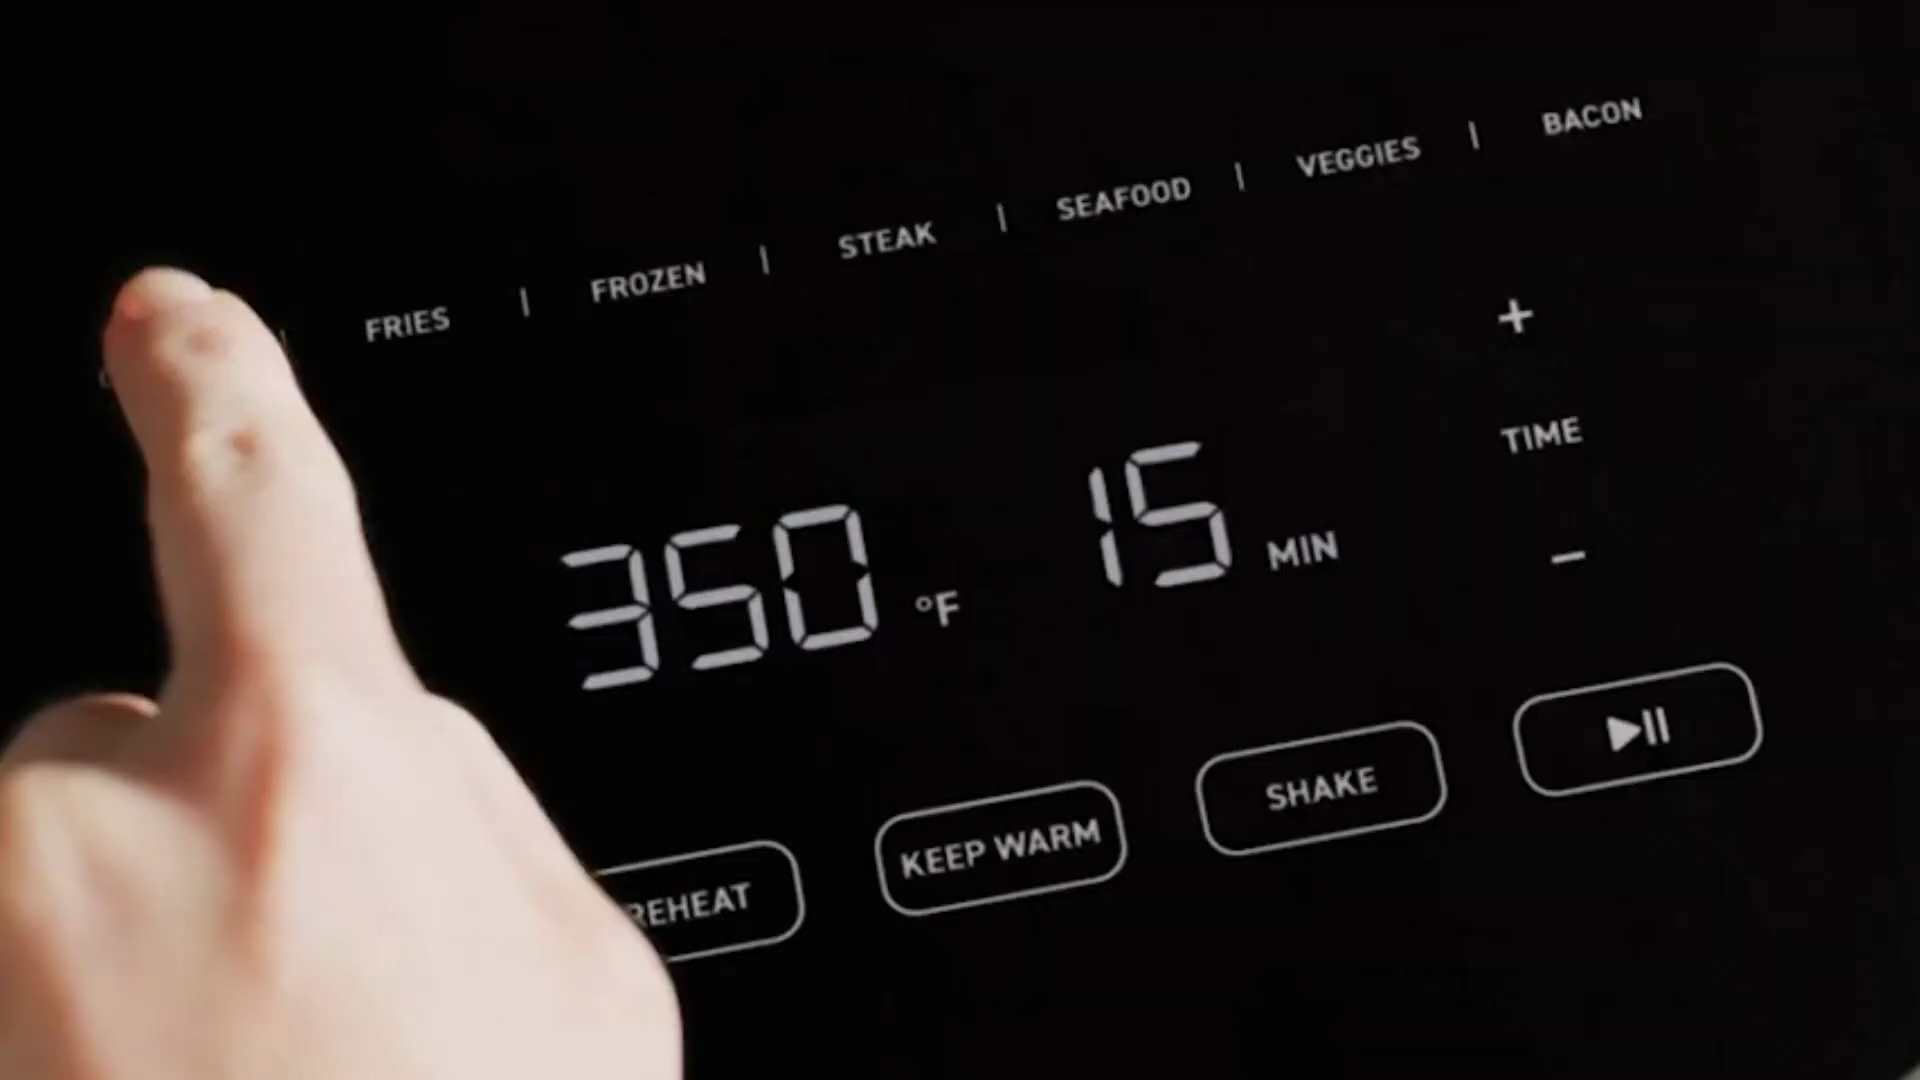 FRIES | FROZEN | STEAK | SEAFOOD | VEGGIES | BACON
+
TIME
350 °F 15 MIN
−
REHEAT KEEP WARM SHAKE